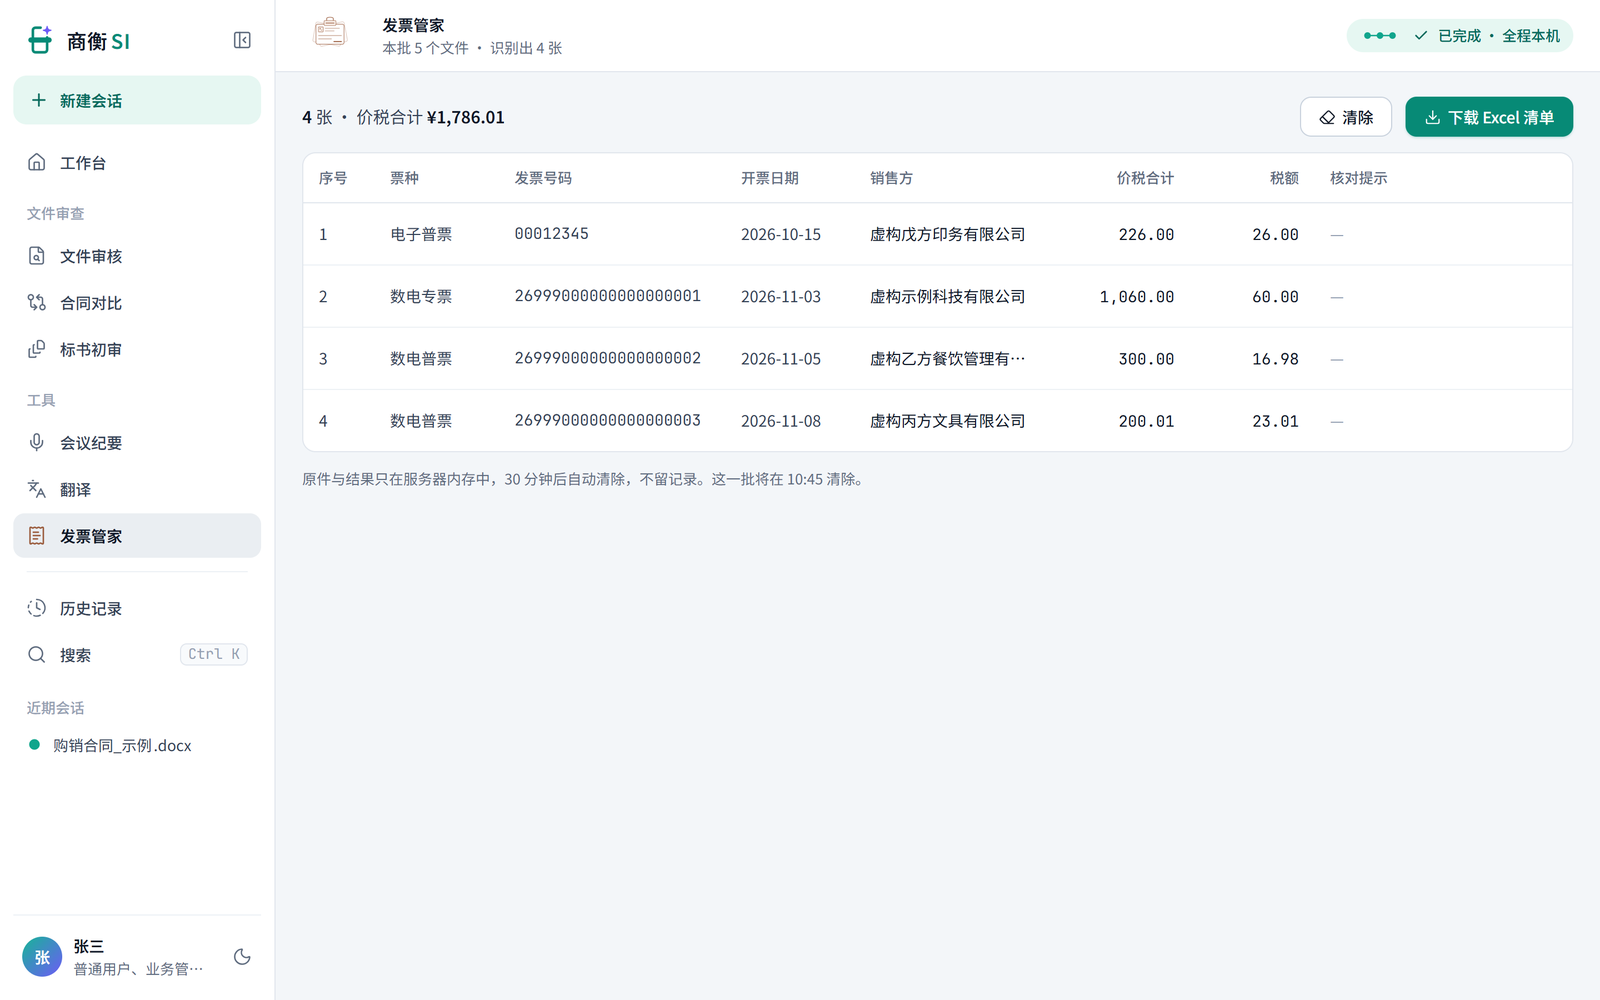 商衡 SI
新建会话
工作台
文件审查
文件审核
合同对比
标书初审
工具
会议纪要
翻译
发票管家
历史记录
搜索 Ctrl K
近期会话
购销合同_示例.docx
张
张三
普通用户、业务管…
发票管家
本批 5 个文件 · 识别出 4 张
已完成 · 全程本机
4 张 · 价税合计 ¥1,786.01
清除
下载 Excel 清单
序号 票种 发票号码 开票日期 销售方 价税合计 税额 核对提示
1 电子普票 00012345 2026-10-15 虚构戊方印务有限公司 226.00 26.00 —
2 数电专票 26999000000000000001 2026-11-03 虚构示例科技有限公司 1,060.00 60.00 —
3 数电普票 26999000000000000002 2026-11-05 虚构乙方餐饮管理有… 300.00 16.98 —
4 数电普票 26999000000000000003 2026-11-08 虚构丙方文具有限公司 200.01 23.01 —
原件与结果只在服务器内存中，30 分钟后自动清除，不留记录。这一批将在 10:45 清除。